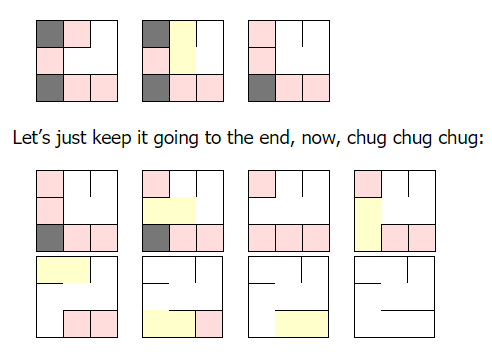 Let’s just keep it going to the end, now, chug chug chug: